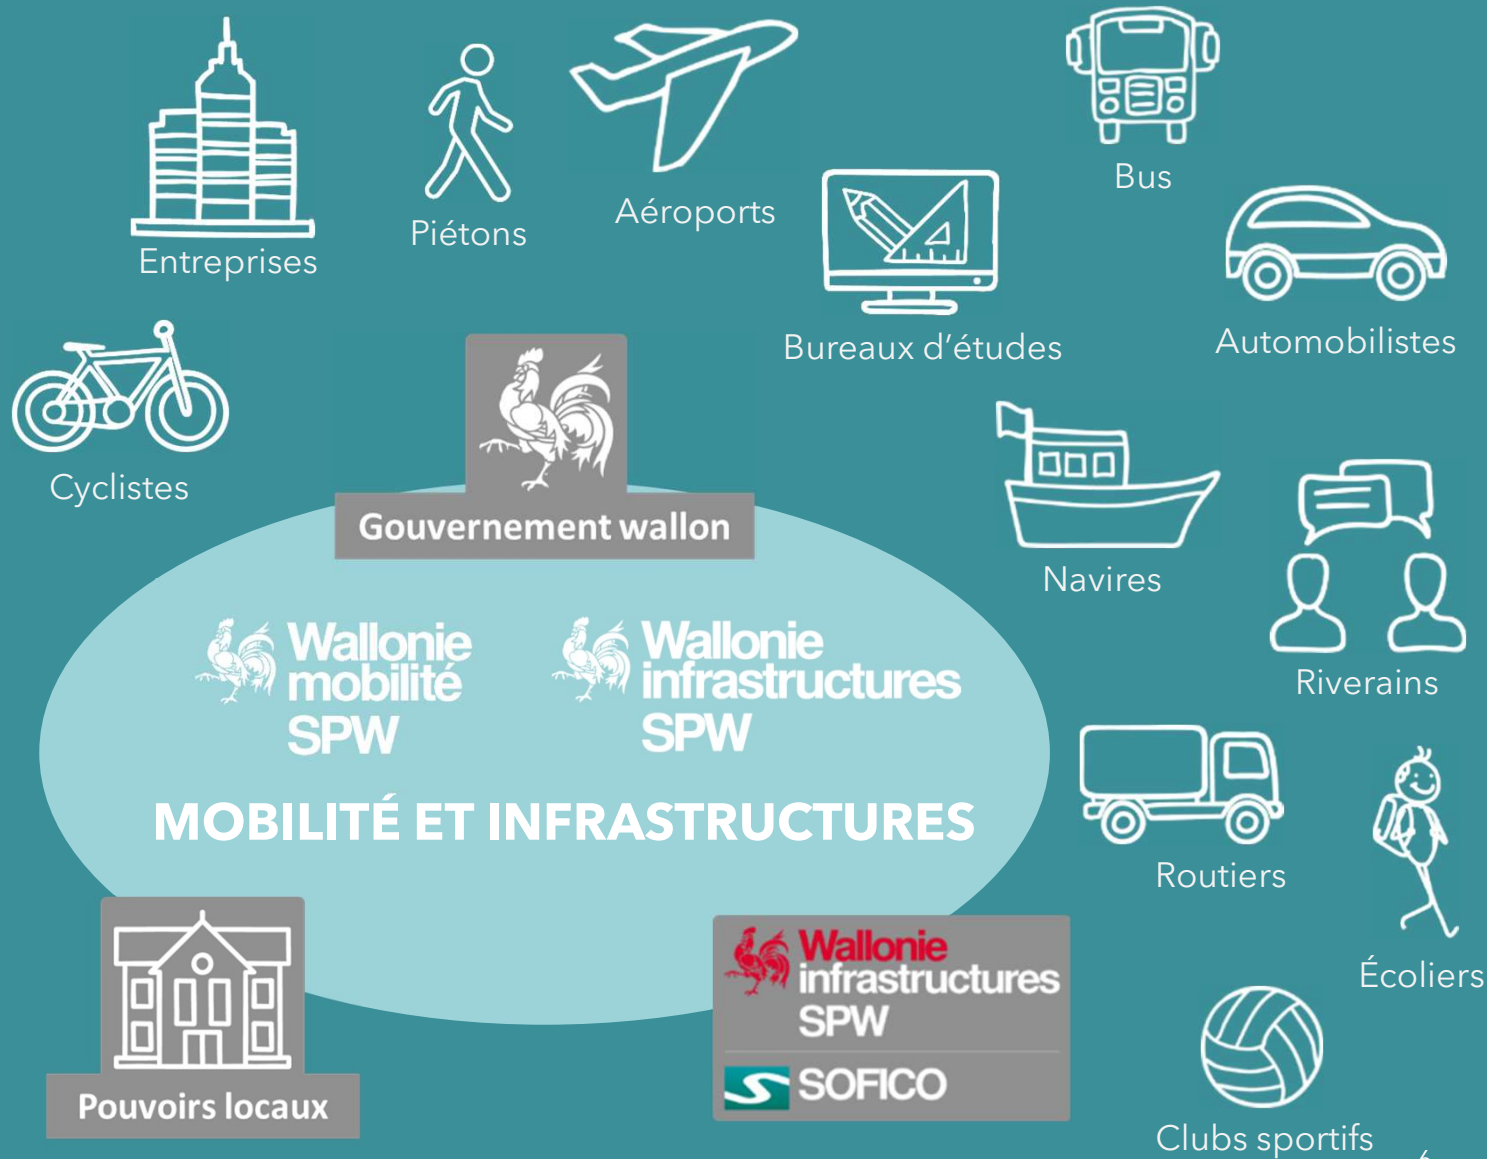 Bus
Piétons
Aéroports
Entreprises
Bureaux d'études
Automobilistes
Cyclistes
Gouvernement wallon
Navires
Wallonie
mobilité
SPW
Wallonie
infrastructures
SPW
Riverains
MOBILITÉ ET INFRASTRUCTURES
Routiers
Écoliers
Wallonie
infrastructures
SPW
SOFICO
Pouvoirs locaux
Clubs sportifs